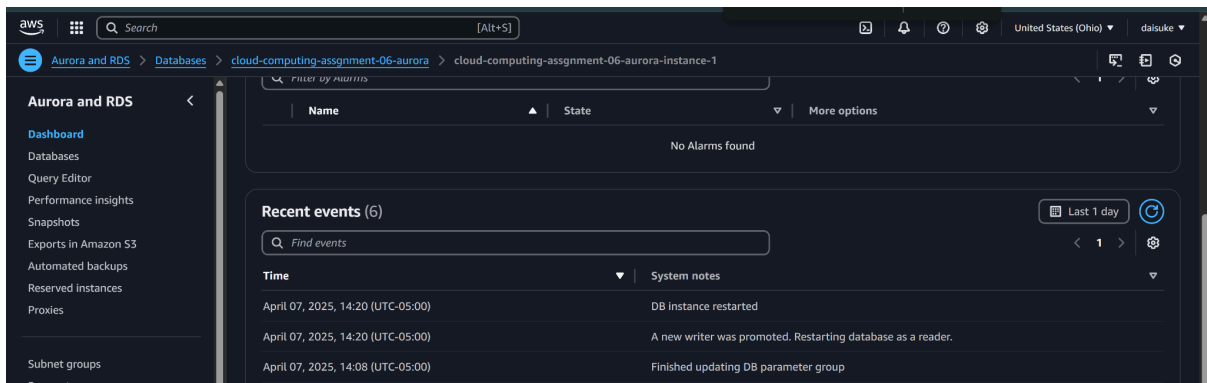 aws Search [Alt+S] United States (Ohio) daisuke
Aurora and RDS > Databases > cloud-computing-assgnment-06-aurora > cloud-computing-assgnment-06-aurora-instance-1
Aurora and RDS
Dashboard
Databases
Query Editor
Performance insights
Snapshots
Exports in Amazon S3
Automated backups
Reserved instances
Proxies
Subnet groups
Filter by Alarms 1
Name State More options
No Alarms found
Recent events (6) Last 1 day
Find events 1
Time System notes
April 07, 2025, 14:20 (UTC-05:00) DB instance restarted
April 07, 2025, 14:20 (UTC-05:00) A new writer was promoted. Restarting database as a reader.
April 07, 2025, 14:08 (UTC-05:00) Finished updating DB parameter group